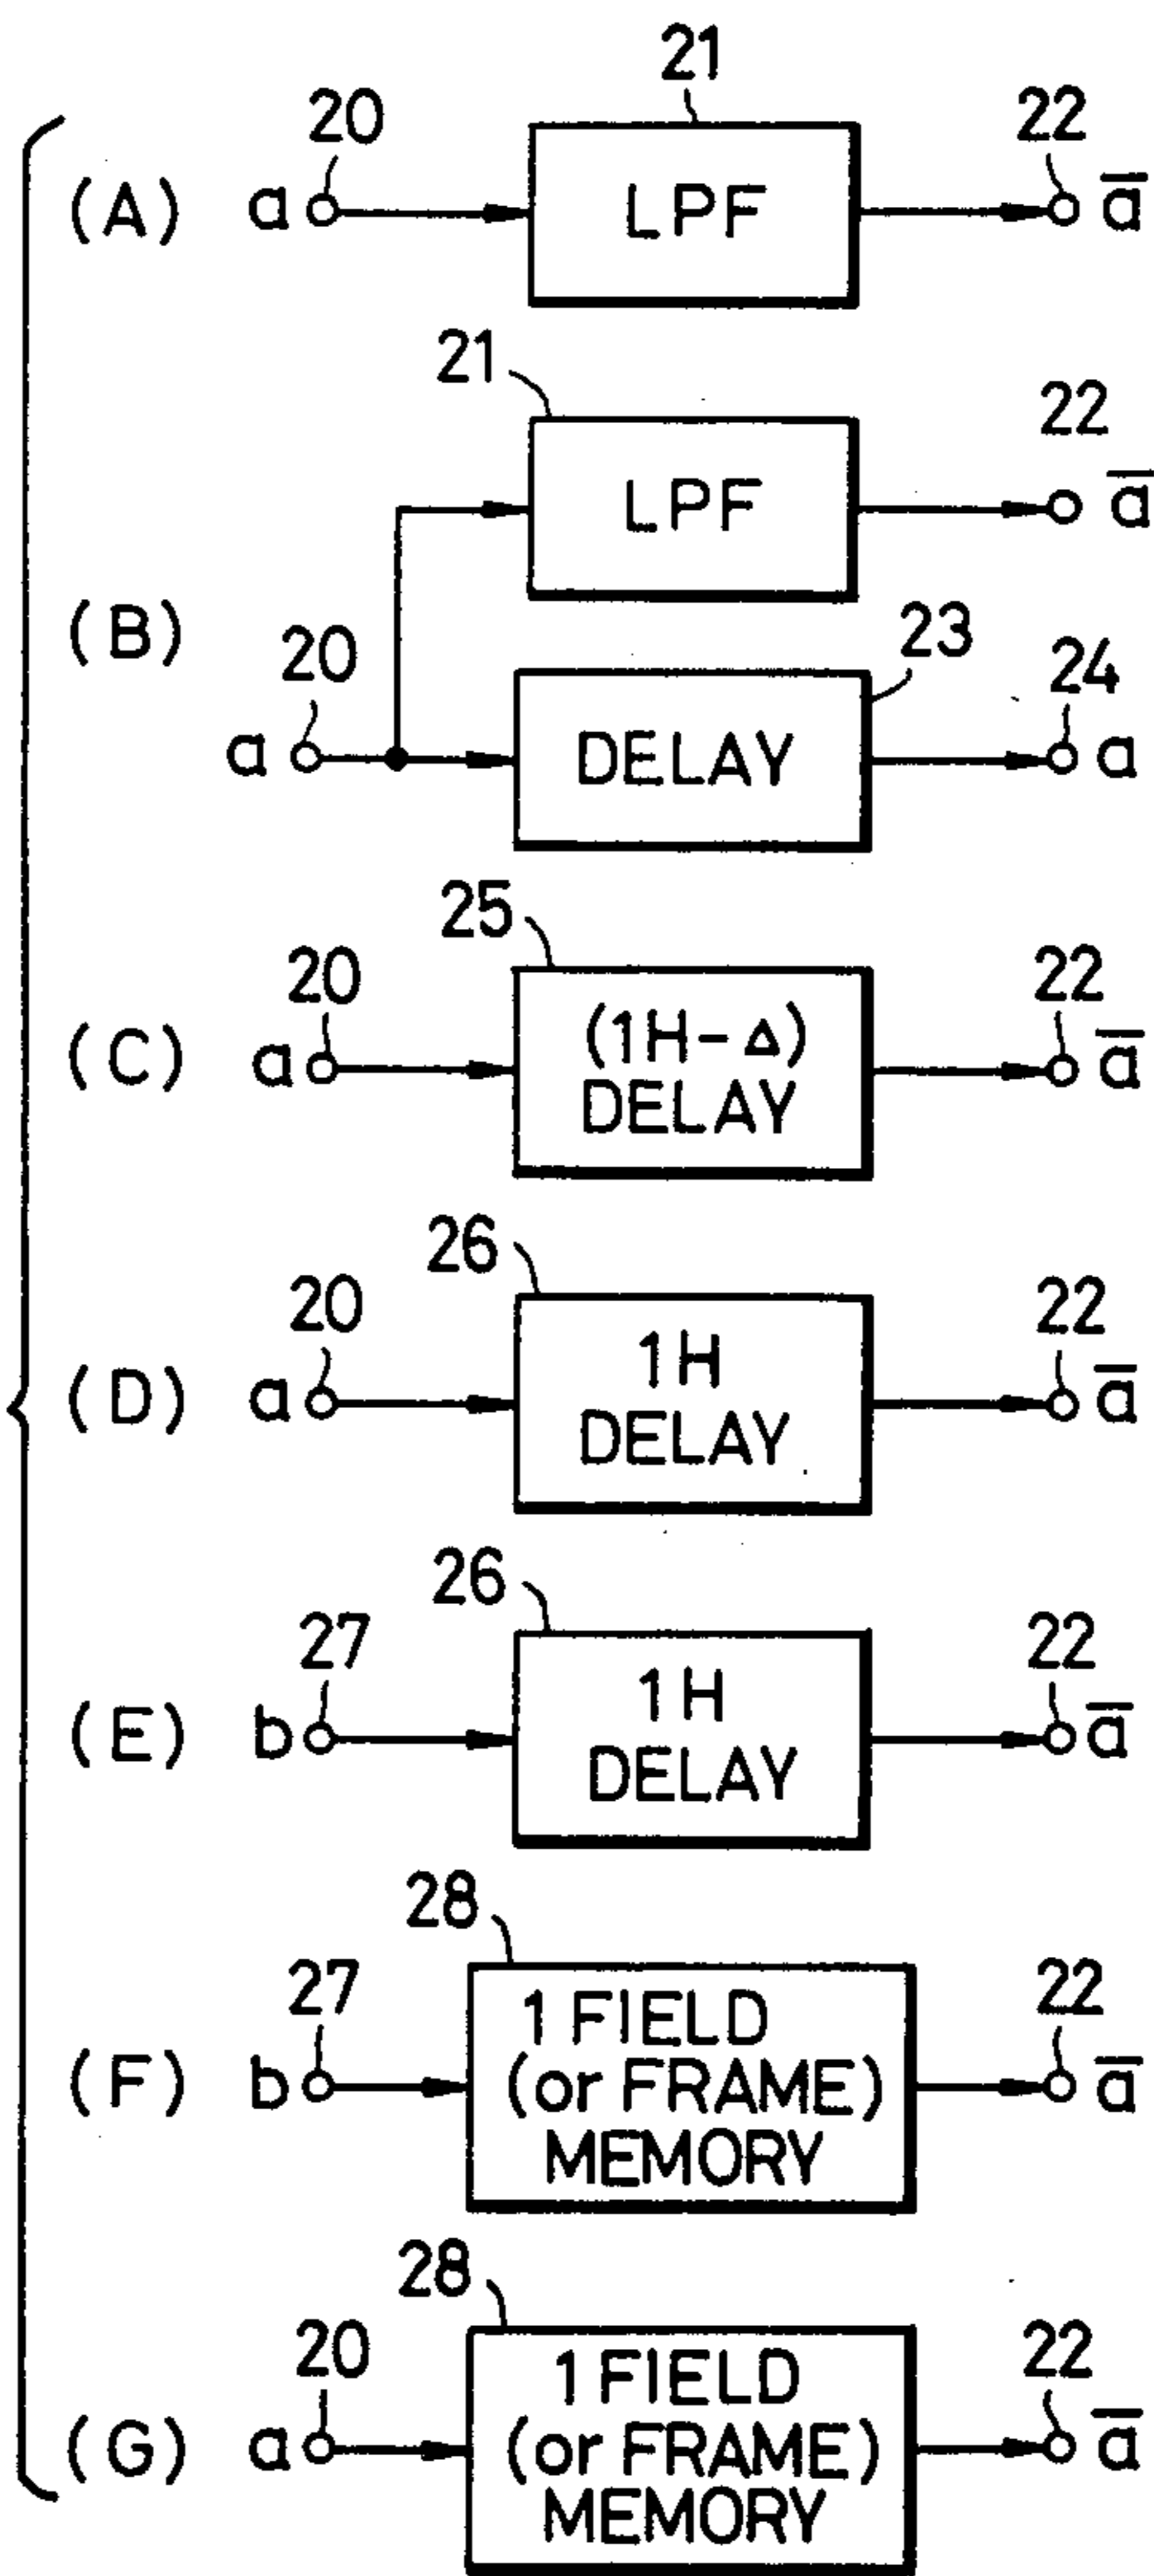 21
20 22
(A) a LPF a̅
21 22
LPF a̅
(B) 20 23 24
a DELAY a
25
20 22
(C) a (1H-Δ) a̅
DELAY
26
20 22
(D) a 1H a̅
DELAY
26
27 22
(E) b 1H a̅
DELAY
28
27 22
1 FIELD
(F) b (or FRAME) a̅
MEMORY
28
20 22
1 FIELD
(G) a (or FRAME) a̅
MEMORY